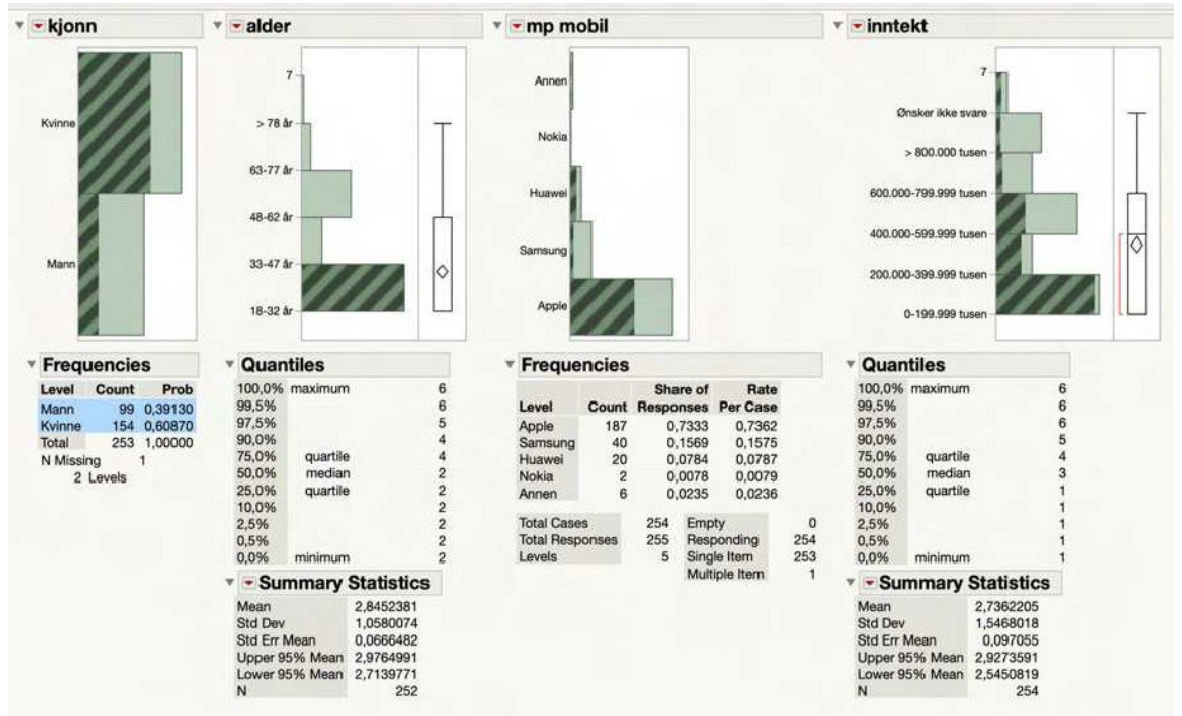 kjonn
Kvinne
Mann
Frequencies
Level Count Prob
Mann 99 0,39130
Kvinne 154 0,60870
Total 253 1,00000
N Missing 1
2 Levels
alder
7
> 78 år
63-77 år
48-62 år
33-47 år
18-32 år
Quantiles
100,0% maximum 6
99,5% 6
97,5% 5
90,0% 4
75,0% quartile 4
50,0% median 2
25,0% quartile 2
10,0% 2
2,5% 2
0,5% 2
0,0% minimum 2
Summary Statistics
Mean 2,8452381
Std Dev 1,0580074
Std Err Mean 0,0666482
Upper 95% Mean 2,9764991
Lower 95% Mean 2,7139771
N 252
mp mobil
Annen
Nokia
Huawei
Samsung
Apple
Frequencies
Share of Rate
Level Count Responses Per Case
Apple 187 0,7333 0,7362
Samsung 40 0,1569 0,1575
Huawei 20 0,0784 0,0787
Nokia 2 0,0078 0,0079
Annen 6 0,0235 0,0236
Total Cases 254 Empty 0
Total Responses 255 Responding 254
Levels 5 Single Item 253
Multiple Item 1
inntekt
7
Ønsker ikke svare
> 800.000 tusen
600.000-799.999 tusen
400.000-599.999 tusen
200.000-399.999 tusen
0-199.999 tusen
Quantiles
100,0% maximum 6
99,5% 6
97,5% 6
90,0% 5
75,0% quartile 4
50,0% median 3
25,0% quartile 1
10,0% 1
2,5% 1
0,5% 1
0,0% minimum 1
Summary Statistics
Mean 2,7362205
Std Dev 1,5468018
Std Err Mean 0,097055
Upper 95% Mean 2,9273591
Lower 95% Mean 2,5450819
N 254